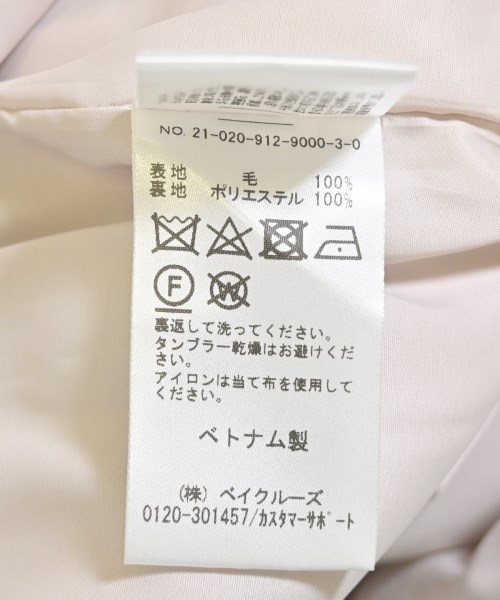 NO. 21-020-912-9000-3-0
表地 毛 100%
裏地 ポリエステル 100%
F W
裏返して洗ってください。
タンブラー乾燥はお避けくだ
さい。
アイロンは当て布を使用して
ください。
ベトナム製
(株) ベイクルーズ
0120-301457/カスタマーサポート